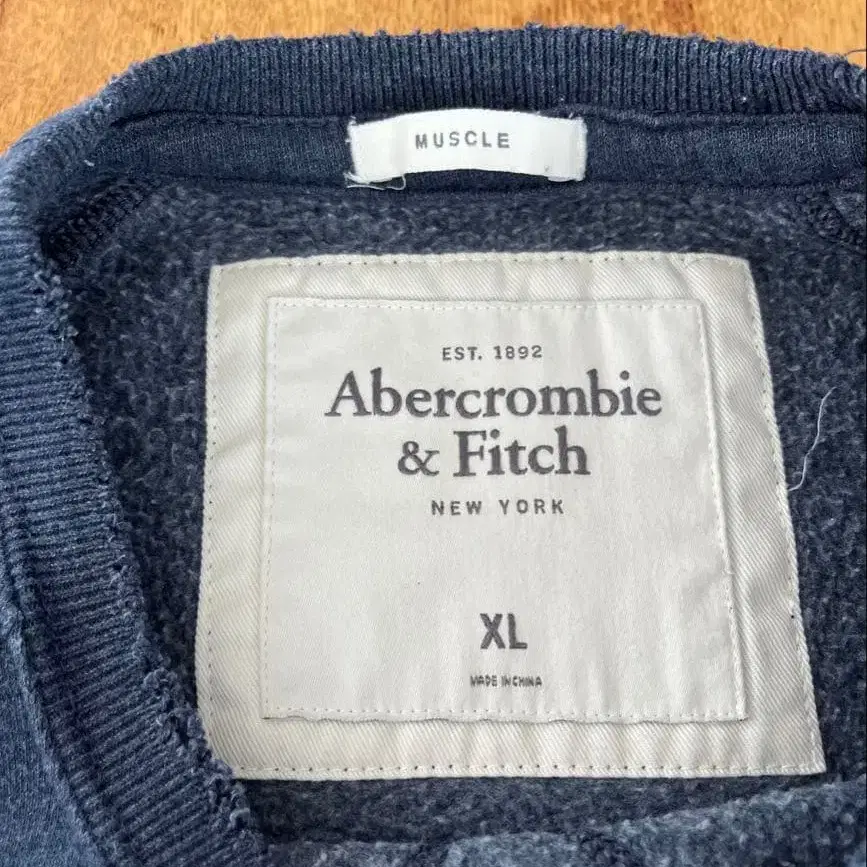 MUSCLE
EST. 1892
Abercrombie
& Fitch
NEW YORK
XL
MADE IN CHINA